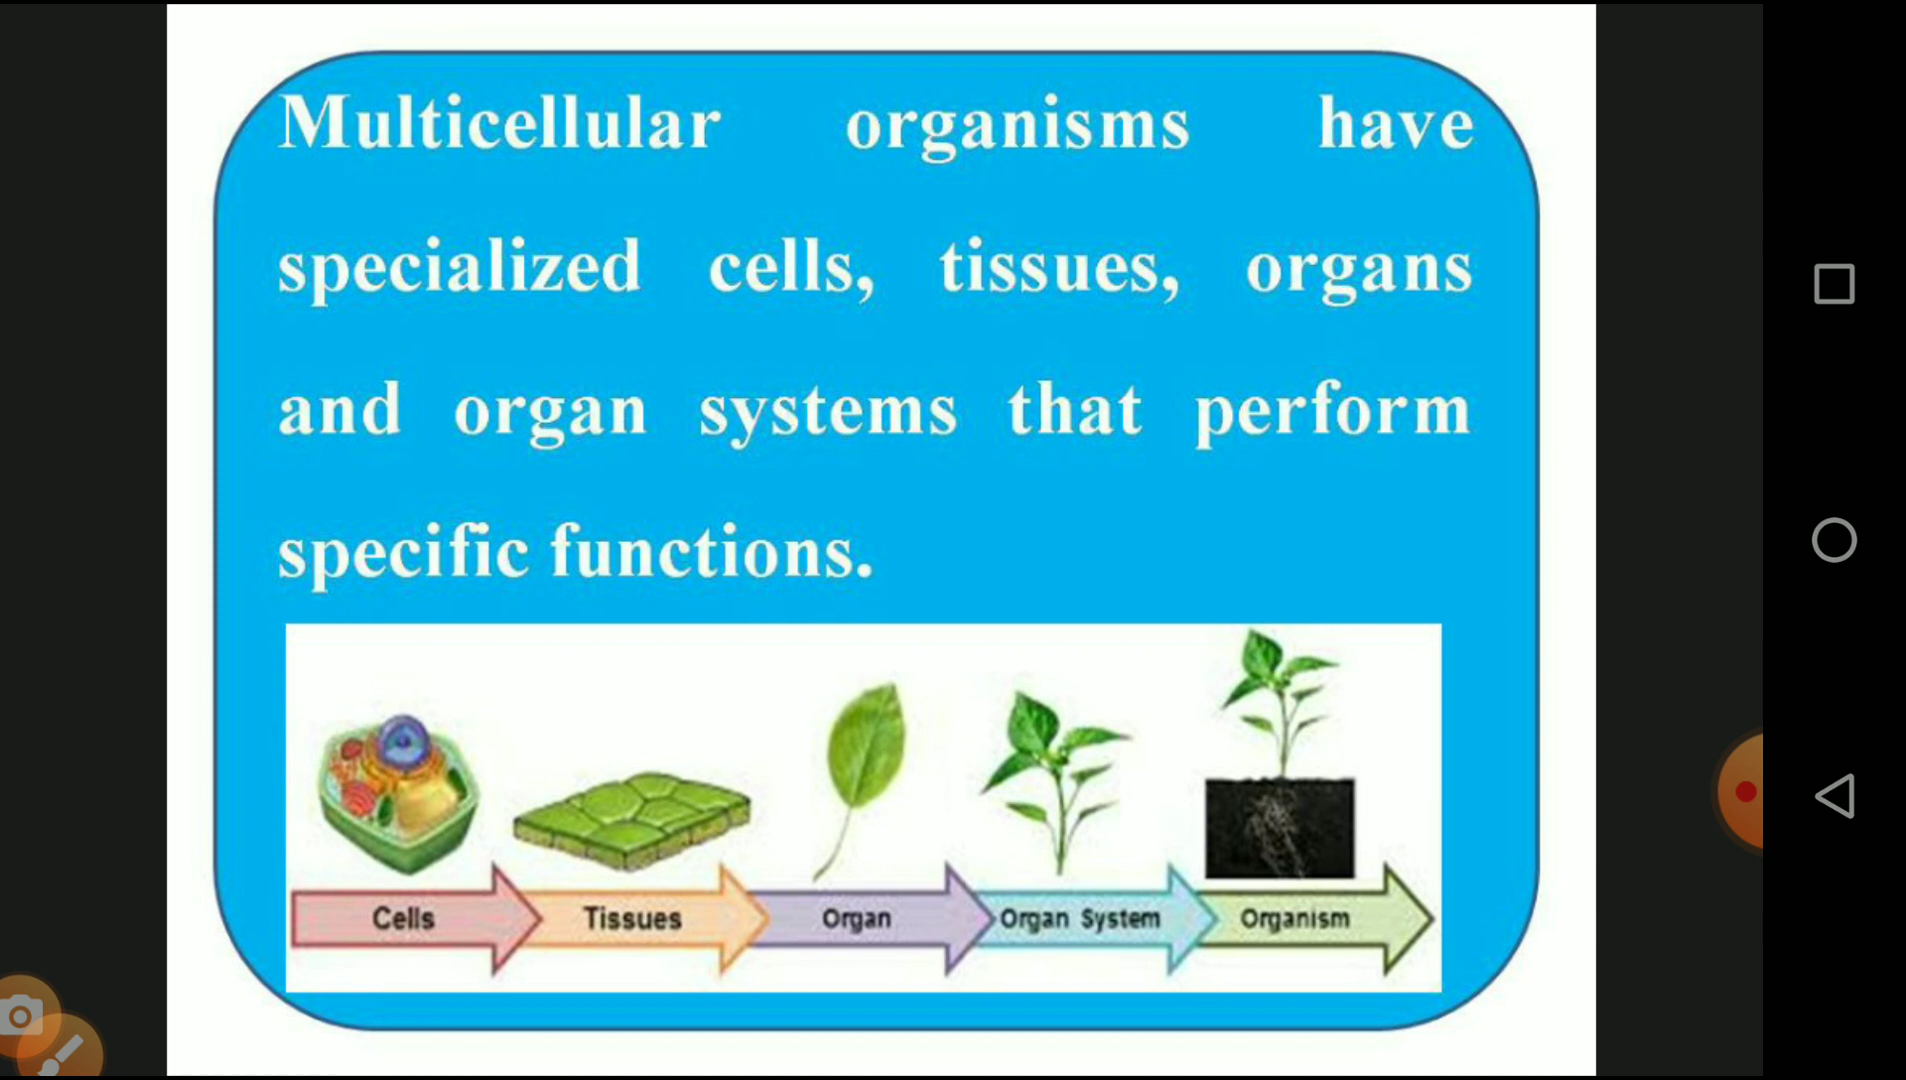 Multicellular organisms have
specialized cells, tissues, organs
and organ systems that perform
specific functions.
Cells
Tissues
Organ
Organ System
Organism